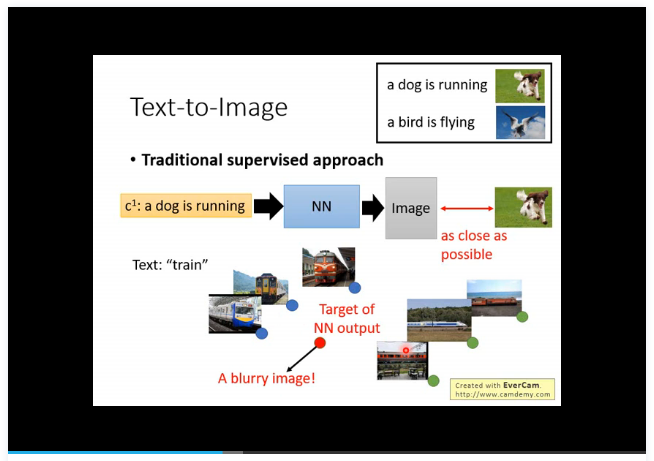 Text-to-Image
a dog is running
a bird is flying
• Traditional supervised approach
c¹: a dog is running
NN
Image
as close as
possible
Text: “train”
Target of
NN output
A blurry image!
Created with EverCam.
http://www.camdemy.com